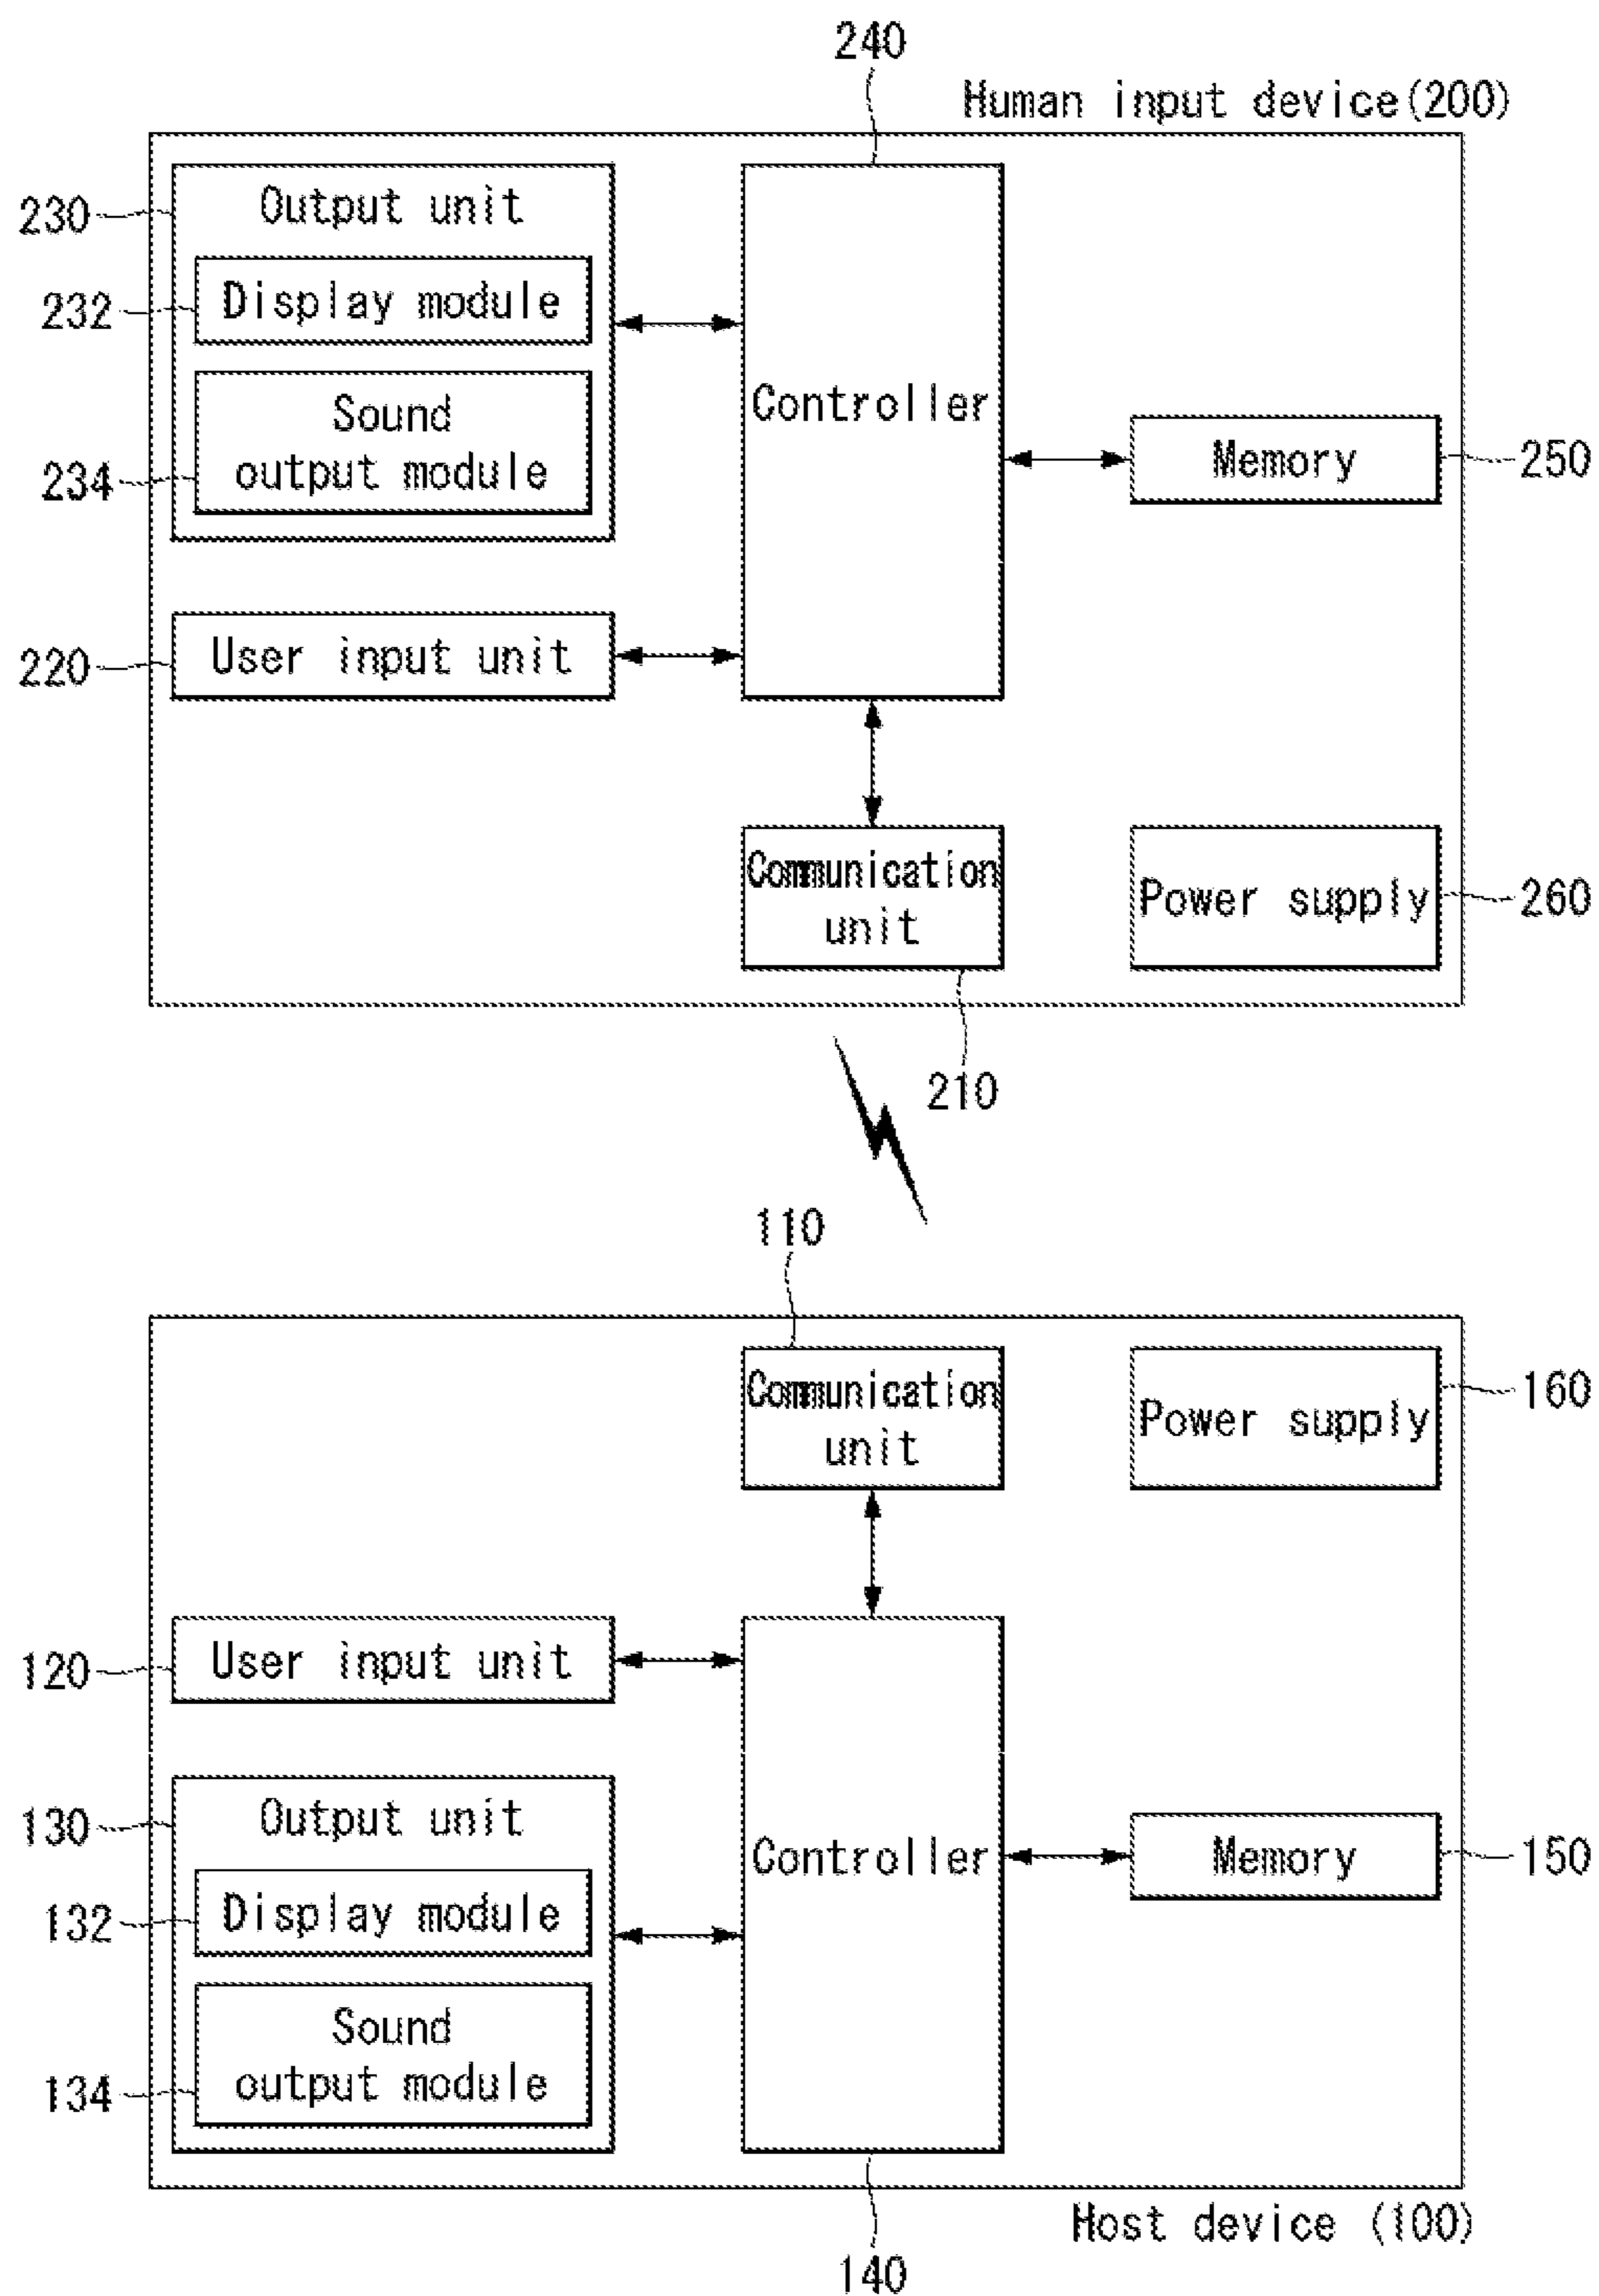 240
Human input device(200)
230
Output unit
232
Display module
Sound
234
output module
Controller
Memory
250
220
User input unit
Communication
unit
Power supply
260
210
110
Communication
unit
Power supply
160
120
User input unit
130
Output unit
132
Display module
Sound
134
output module
Controller
Memory
150
Host device (100)
140